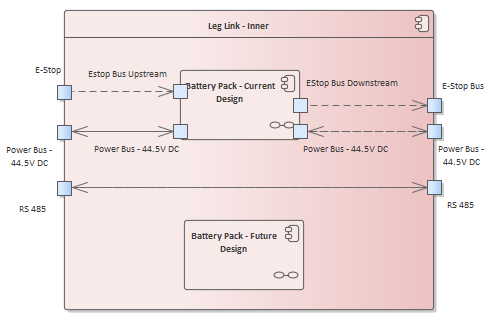 Leg Link - Inner
E-Stop
Estop Bus Upstream
Battery Pack - Current
Design
EStop Bus Downstream
E-Stop Bus
Power Bus -
44.5V DC
Power Bus - 44.5V DC
Power Bus - 44.5V DC
Power Bus -
44.5V DC
RS 485
RS 485
Battery Pack - Future
Design